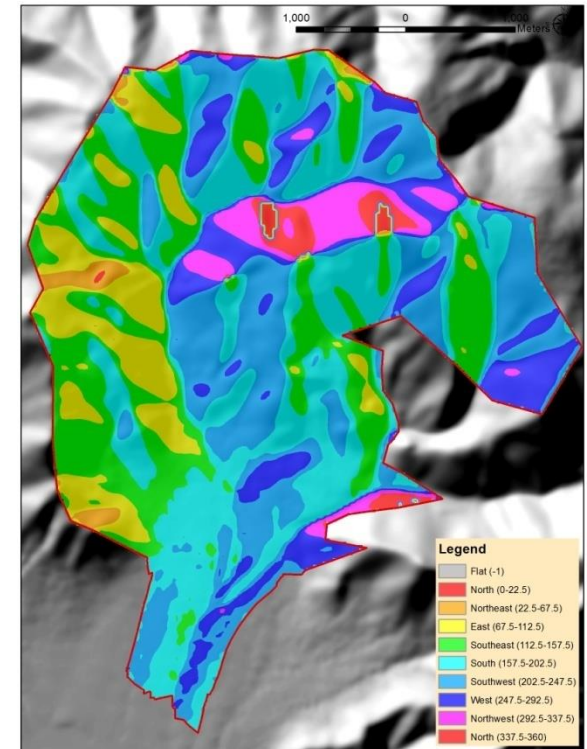 1,000 0 1,000
Meters
Legend
Flat (-1)
North (0-22.5)
Northeast (22.5-67.5)
East (67.5-112.5)
Southeast (112.5-157.5)
South (157.5-202.5)
Southwest (202.5-247.5)
West (247.5-292.5)
Northwest (292.5-337.5)
North (337.5-360)